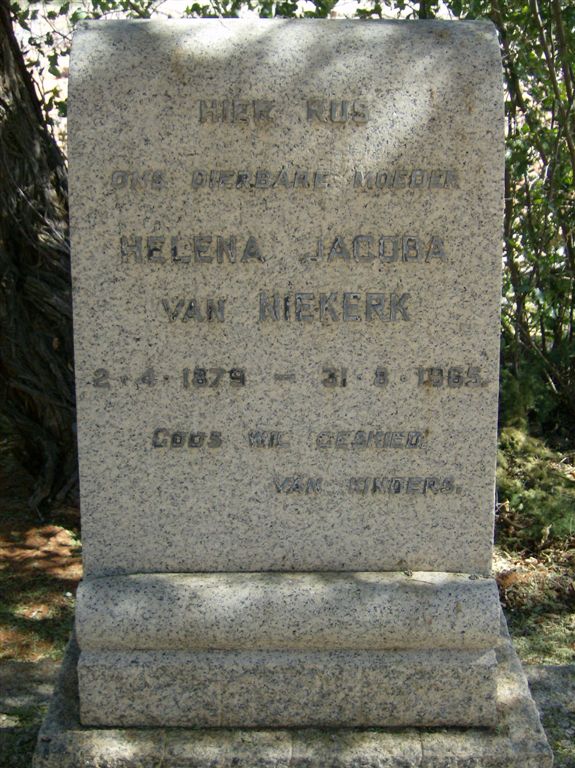 HIER RUS
ONS DIERBARE MOEDER
HELENA JACOBA
VAN NIEKERK
2·4·1879 — 31·8·1965.
GODS WIL GESKIED.
VAN KINDERS.